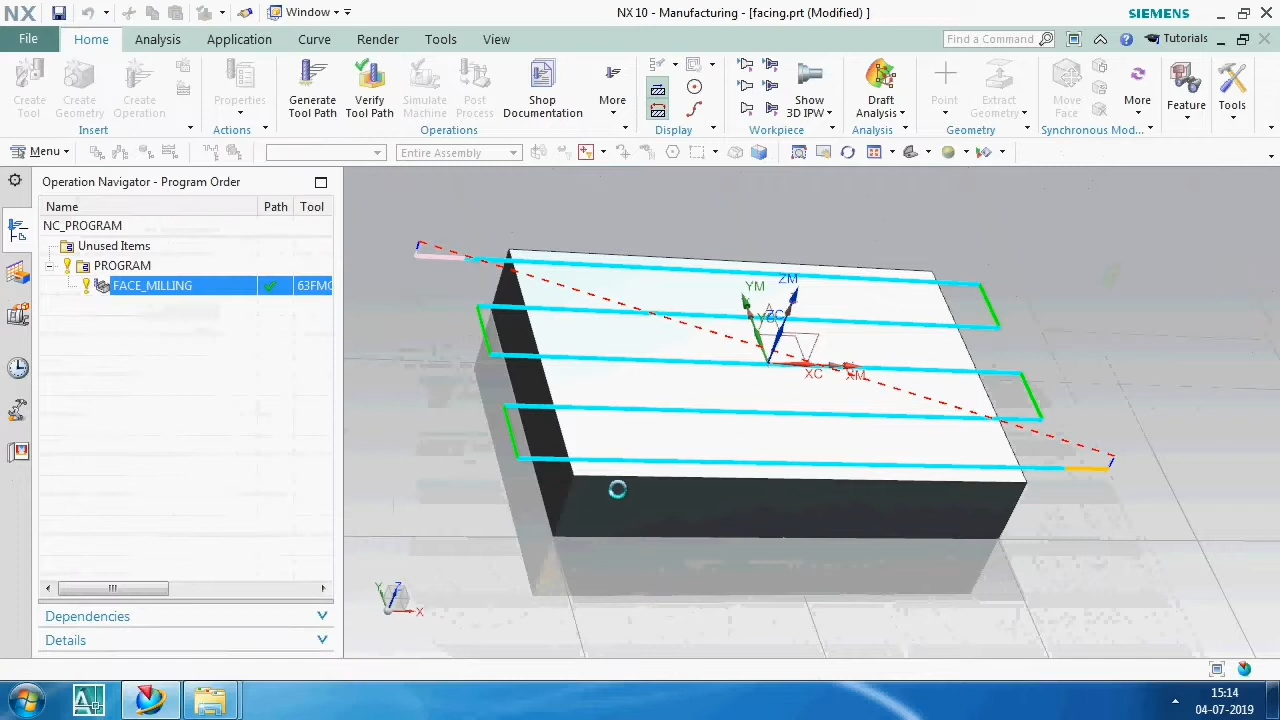 NX
Window
NX 10 - Manufacturing - [facing.prt (Modified) ]
SIEMENS
File
Home
Analysis
Application
Curve
Render
Tools
View
Find a Command
Tutorials
Create Tool
Create Geometry
Create Operation
Properties
Generate Tool Path
Verify Tool Path
Simulate Machine
Post Process
Shop Documentation
More
Show 3D IPW
Draft Analysis
Point
Extract Geometry
Move Face
More
Feature
Tools
Insert
Actions
Operations
Display
Workpiece
Analysis
Geometry
Synchronous Mod...
Menu
Entire Assembly
Operation Navigator - Program Order
Name
Path
Tool
NC_PROGRAM
Unused Items
PROGRAM
FACE_MILLING
63FMC
Dependencies
Details
YM
ZM
YC
ZC
XC
XM
Y
Z
X
15:14
04-07-2019